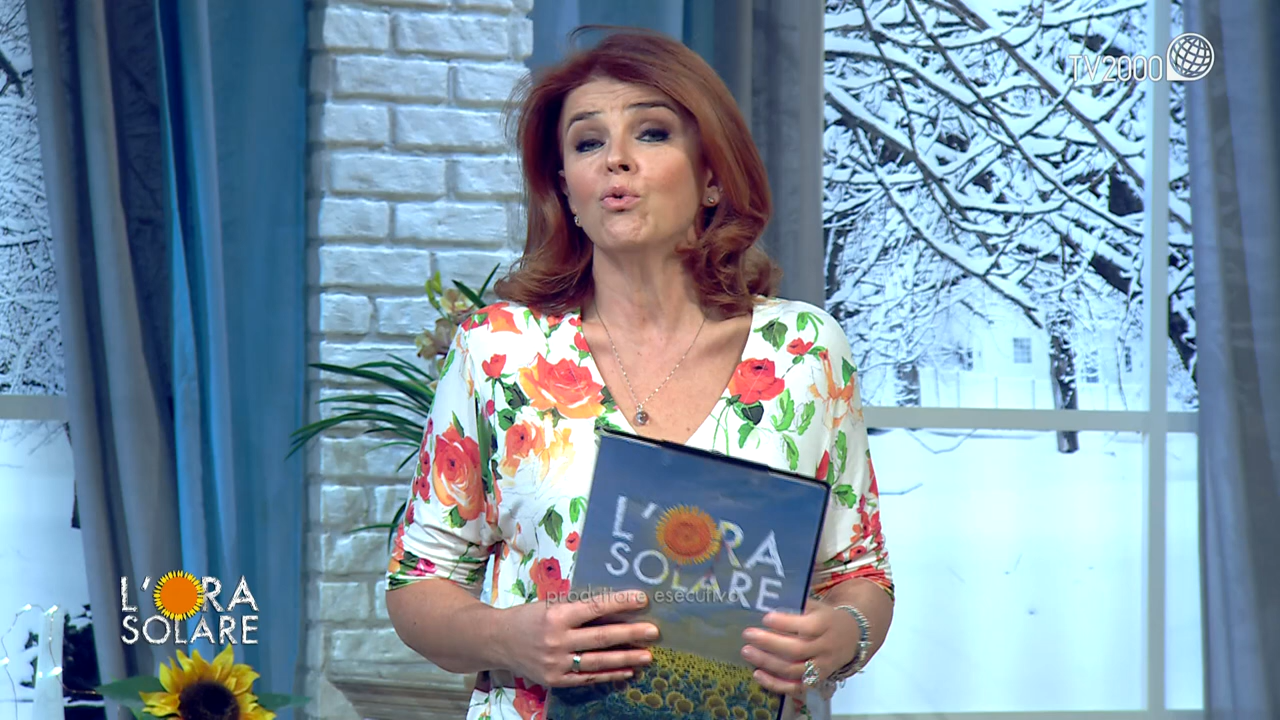 TV2000
L'ORA
SOLARE
produttore esecutivo
L'ORA
SOLARE